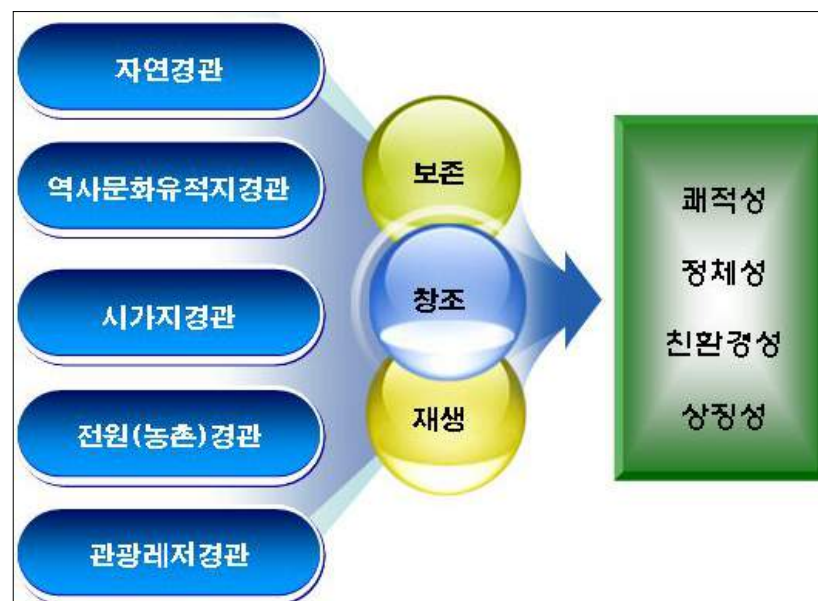 자연경관
역사문화유적지경관
시가지경관
전원(농촌)경관
관광레저경관
보존
창조
재생
쾌적성
정체성
친환경성
상징성